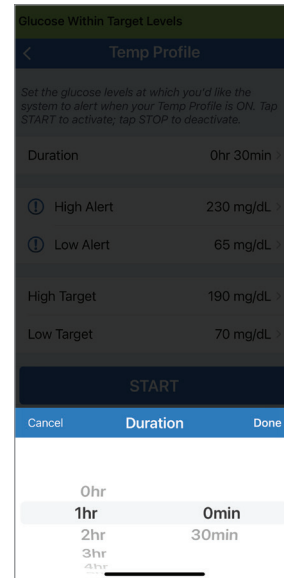 Glucose Within Target Levels
Temp Profile
Set the glucose levels at which you'd like the
system to alert when your Temp Profile is ON. Tap
START to activate; tap STOP to deactivate.
Duration 0hr 30min
High Alert 230 mg/dL
Low Alert 65 mg/dL
High Target 190 mg/dL
Low Target 70 mg/dL
START
Cancel Duration Done
0hr
1hr 0min
2hr 30min
3hr
4hr